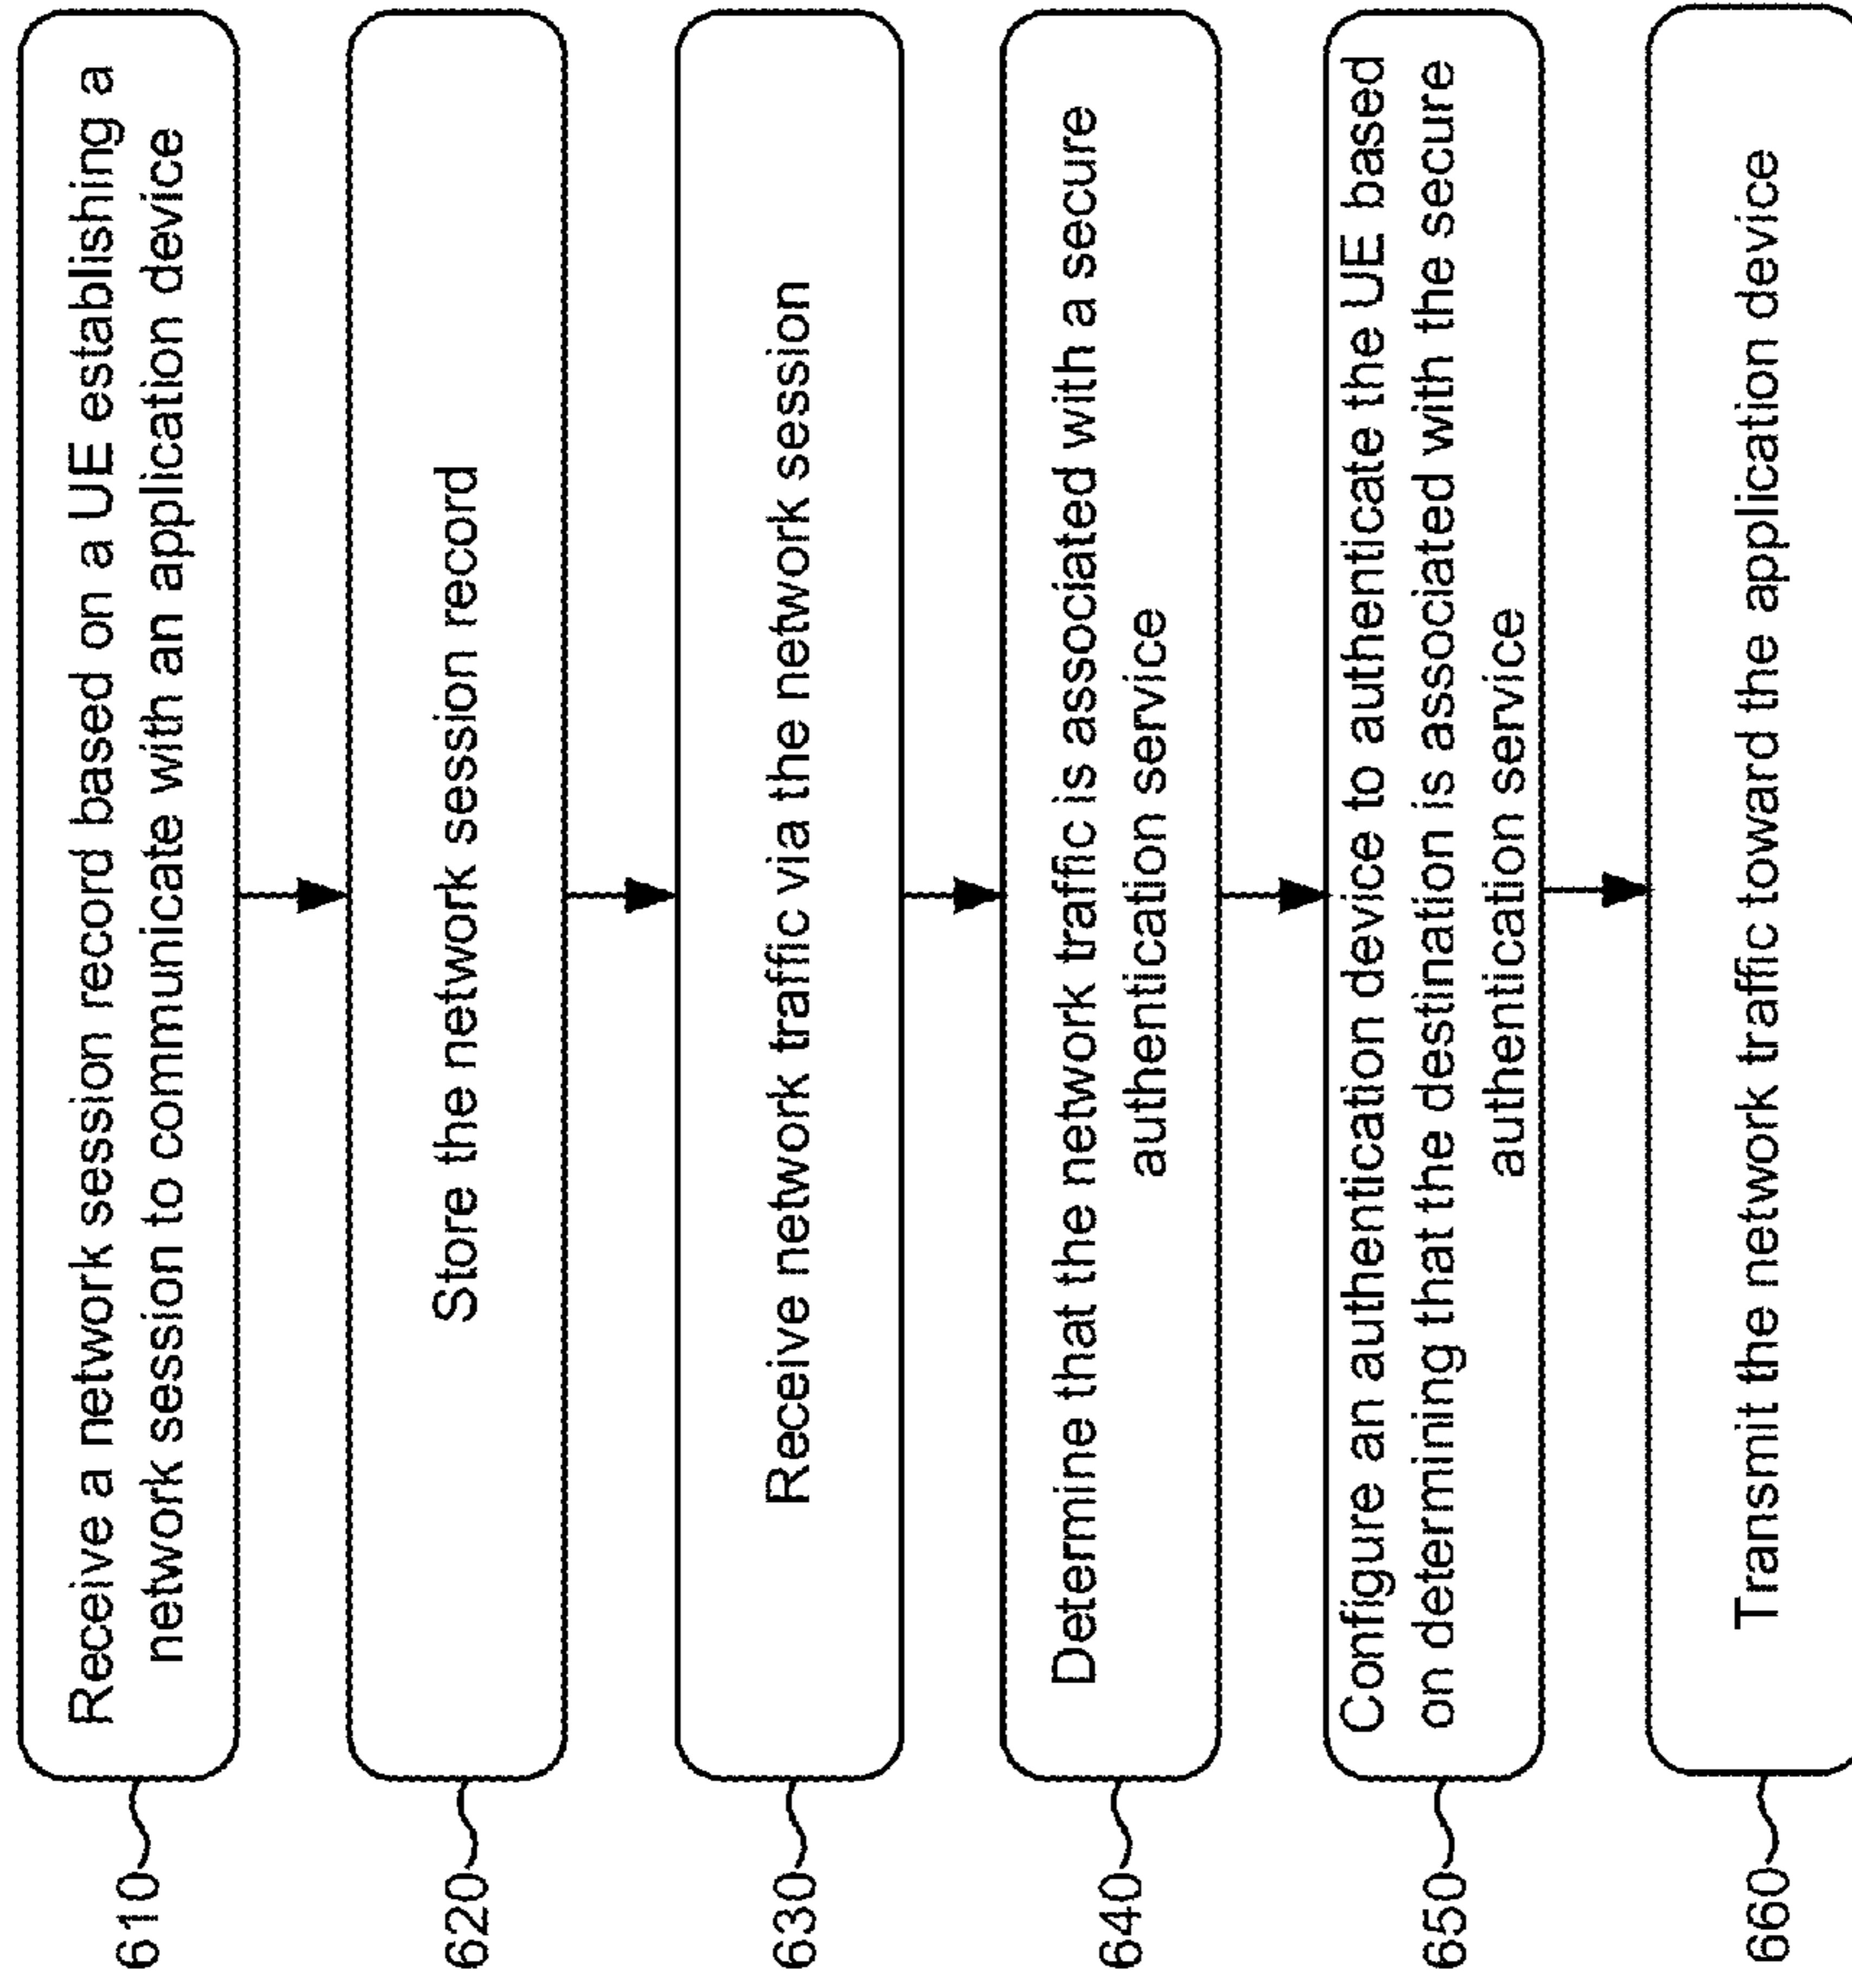 610
Receive a network session record based on a UE establishing a
network session to communicate with an application device
620
Store the network session record
630
Receive network traffic via the network session
640
Determine that the network traffic is associated with a secure
authentication service
650
Configure an authentication device to authenticate the UE based
on determining that the destination is associated with the secure
authentication service
660
Transmit the network traffic toward the application device